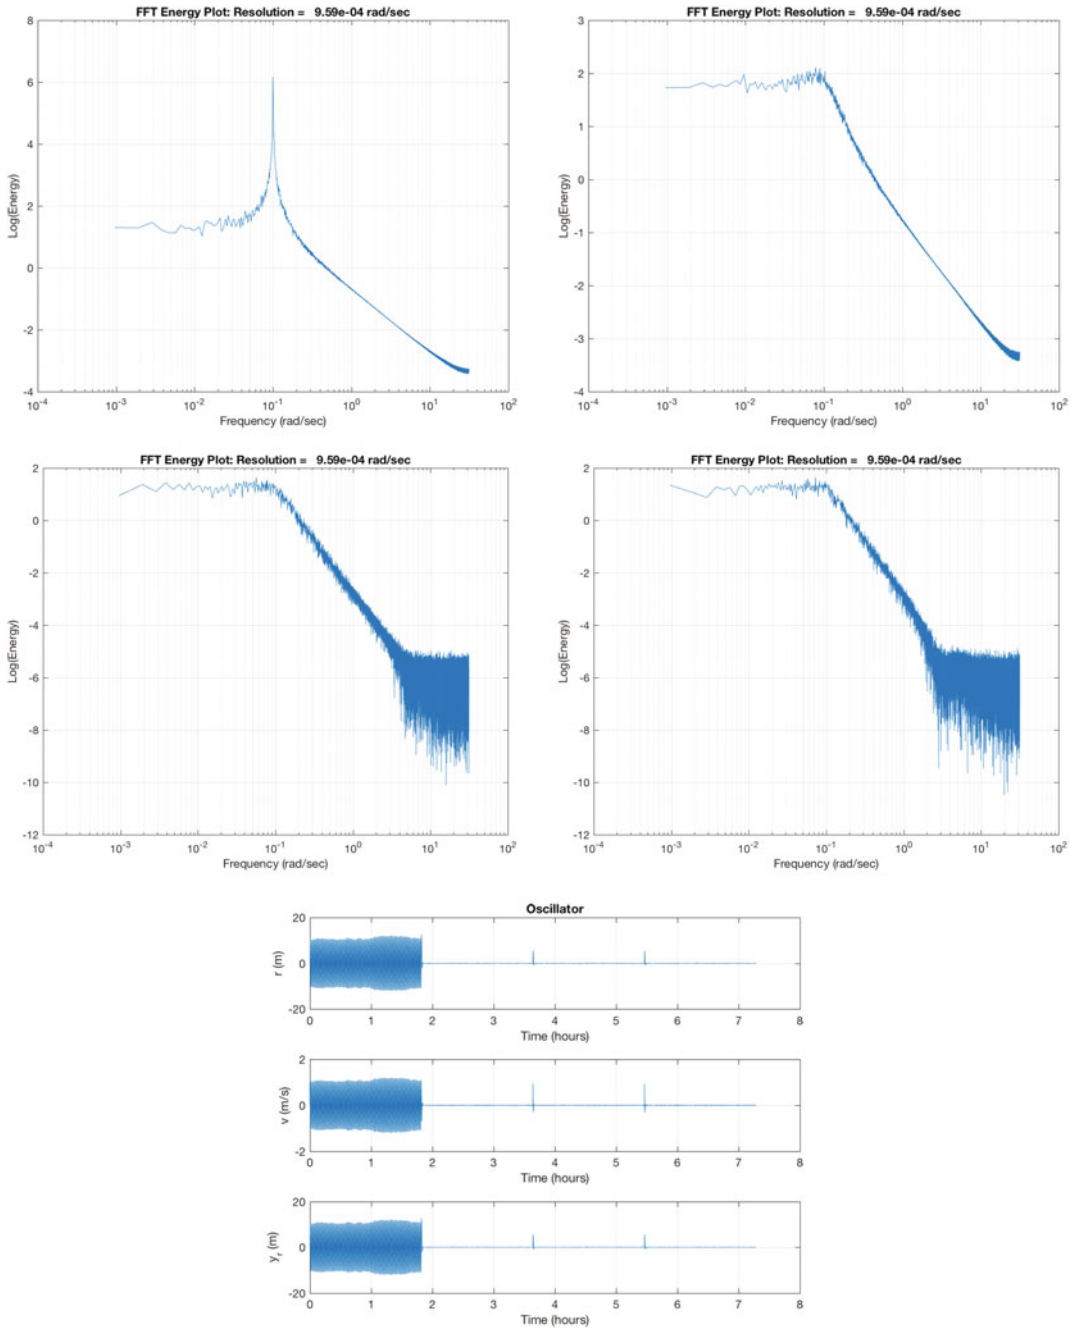 FFT Energy Plot: Resolution = 9.59e-04 rad/sec
8
6
4
2
0
-2
-4
Log(Energy)
10^-4 10^-3 10^-2 10^-1 10^0 10^1 10^2
Frequency (rad/sec)
FFT Energy Plot: Resolution = 9.59e-04 rad/sec
3
2
1
0
-1
-2
-3
-4
Log(Energy)
10^-4 10^-3 10^-2 10^-1 10^0 10^1 10^2
Frequency (rad/sec)
FFT Energy Plot: Resolution = 9.59e-04 rad/sec
2
0
-2
-4
-6
-8
-10
-12
Log(Energy)
10^-4 10^-3 10^-2 10^-1 10^0 10^1 10^2
Frequency (rad/sec)
FFT Energy Plot: Resolution = 9.59e-04 rad/sec
2
0
-2
-4
-6
-8
-10
-12
Log(Energy)
10^-4 10^-3 10^-2 10^-1 10^0 10^1 10^2
Frequency (rad/sec)
Oscillator
20
0
-20
r (m)
0 1 2 3 4 5 6 7 8
Time (hours)
2
0
-2
v (m/s)
0 1 2 3 4 5 6 7 8
Time (hours)
20
0
-20
y_r (m)
0 1 2 3 4 5 6 7 8
Time (hours)